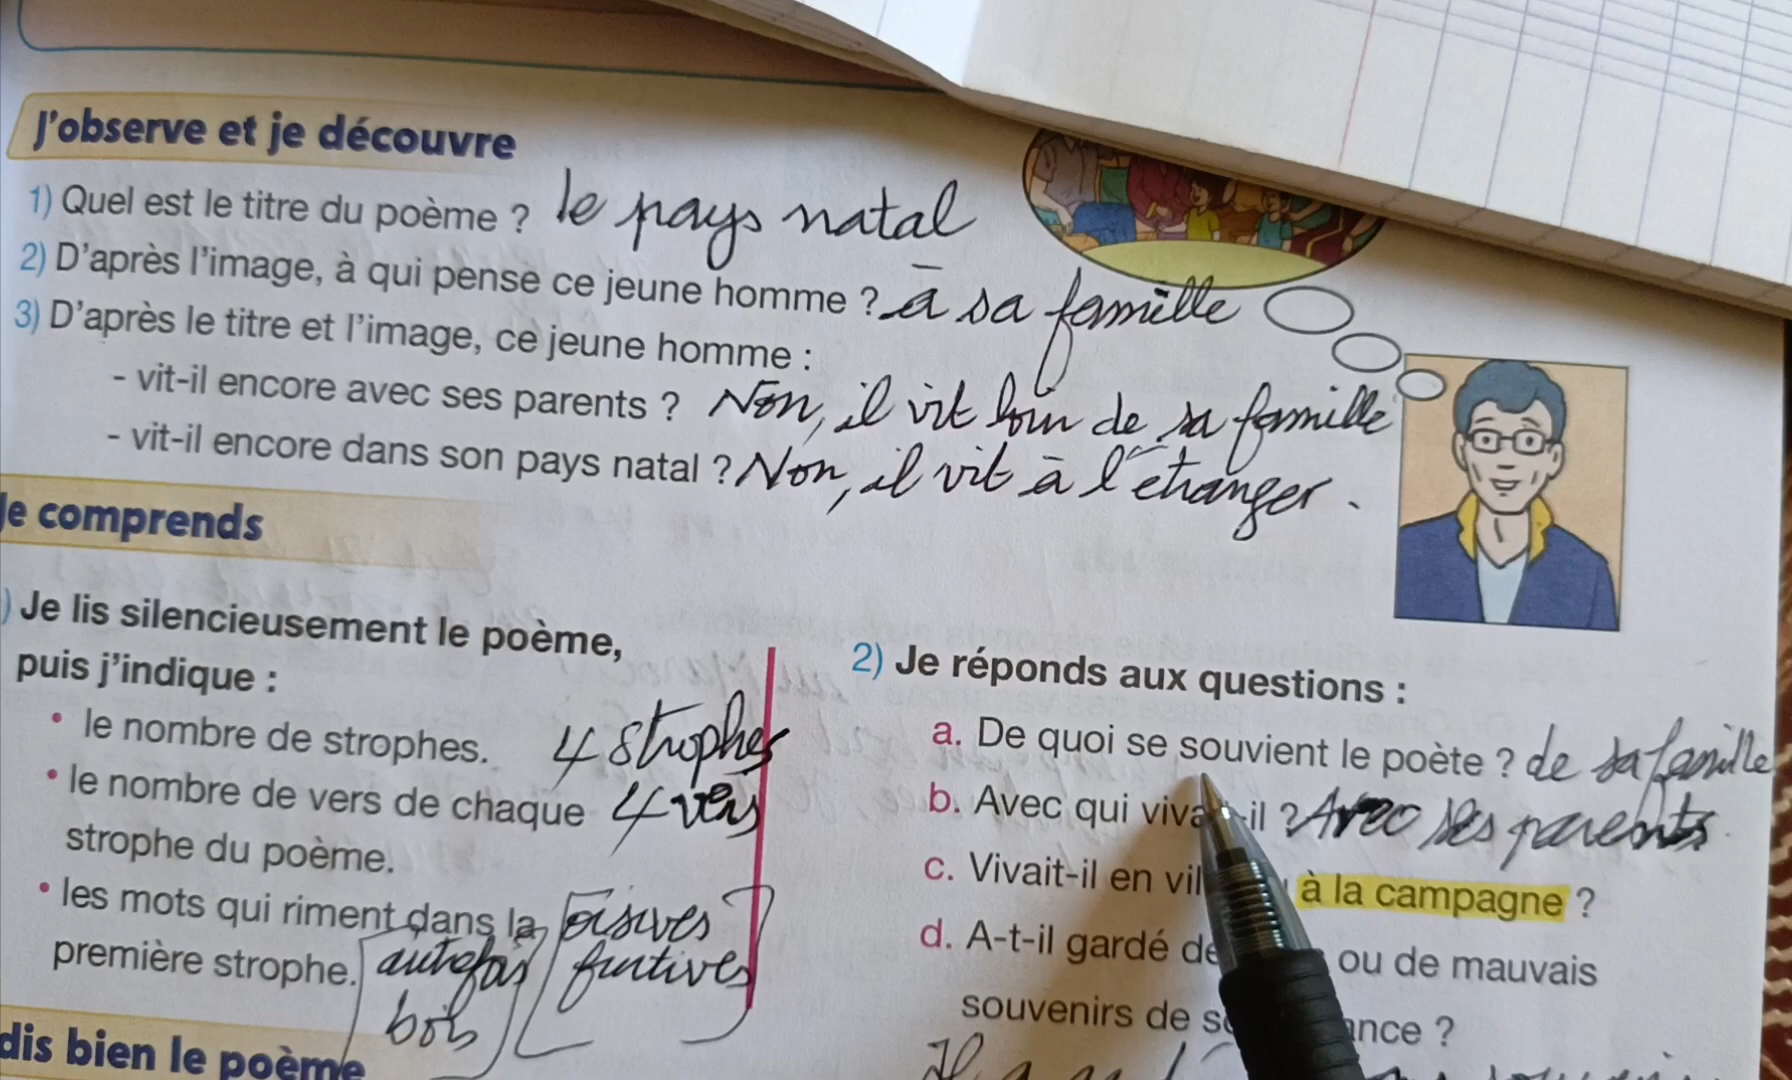 J'observe et je découvre
1) Quel est le titre du poème ? le pays natal
2) D'après l'image, à qui pense ce jeune homme ? à sa famille
3) D'après le titre et l'image, ce jeune homme :
- vit-il encore avec ses parents ? Non, il vit loin de sa famille
- vit-il encore dans son pays natal ? Non, il vit à l'étranger.
Je comprends
) Je lis silencieusement le poème,
puis j'indique :
• le nombre de strophes. 4 strophes
• le nombre de vers de chaque 4 vers
strophe du poème.
• les mots qui riment dans la oisives
première strophe. autefois furtives
bois
dis bien le poème
2) Je réponds aux questions :
a. De quoi se souvient le poète ? de sa famille
b. Avec qui il ? Avec ses parents
c. Vivait-il en à la campagne ?
d. A-t-il gardé ou de mauvais
souvenirs de ?
Il